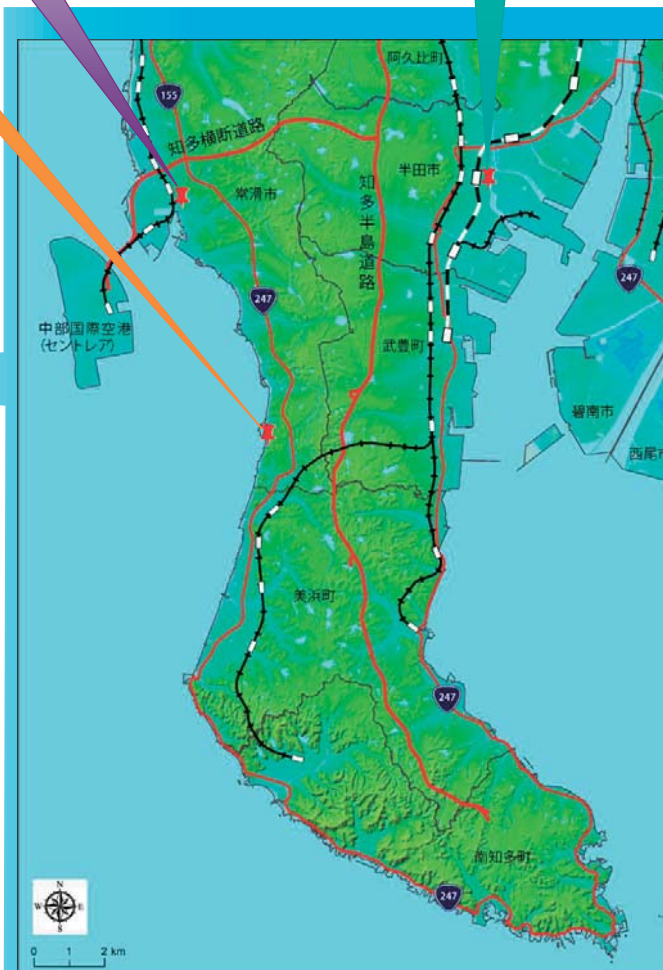 阿久比町
155
知多横断道路
半田市
常滑市
知多半島道路
247
247
中部国際空港
(セントレア)
武豊町
碧南市
西尾市
美浜町
247
南知多町
247
N
W
E
S
0 1 2 km